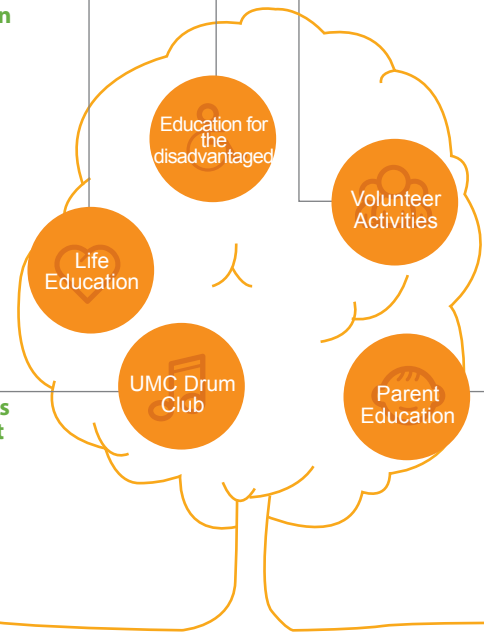 n
Education for
the
disadvantaged
Volunteer
Activities
Life
Education
UMC Drum
Club
Parent
Education
s
t